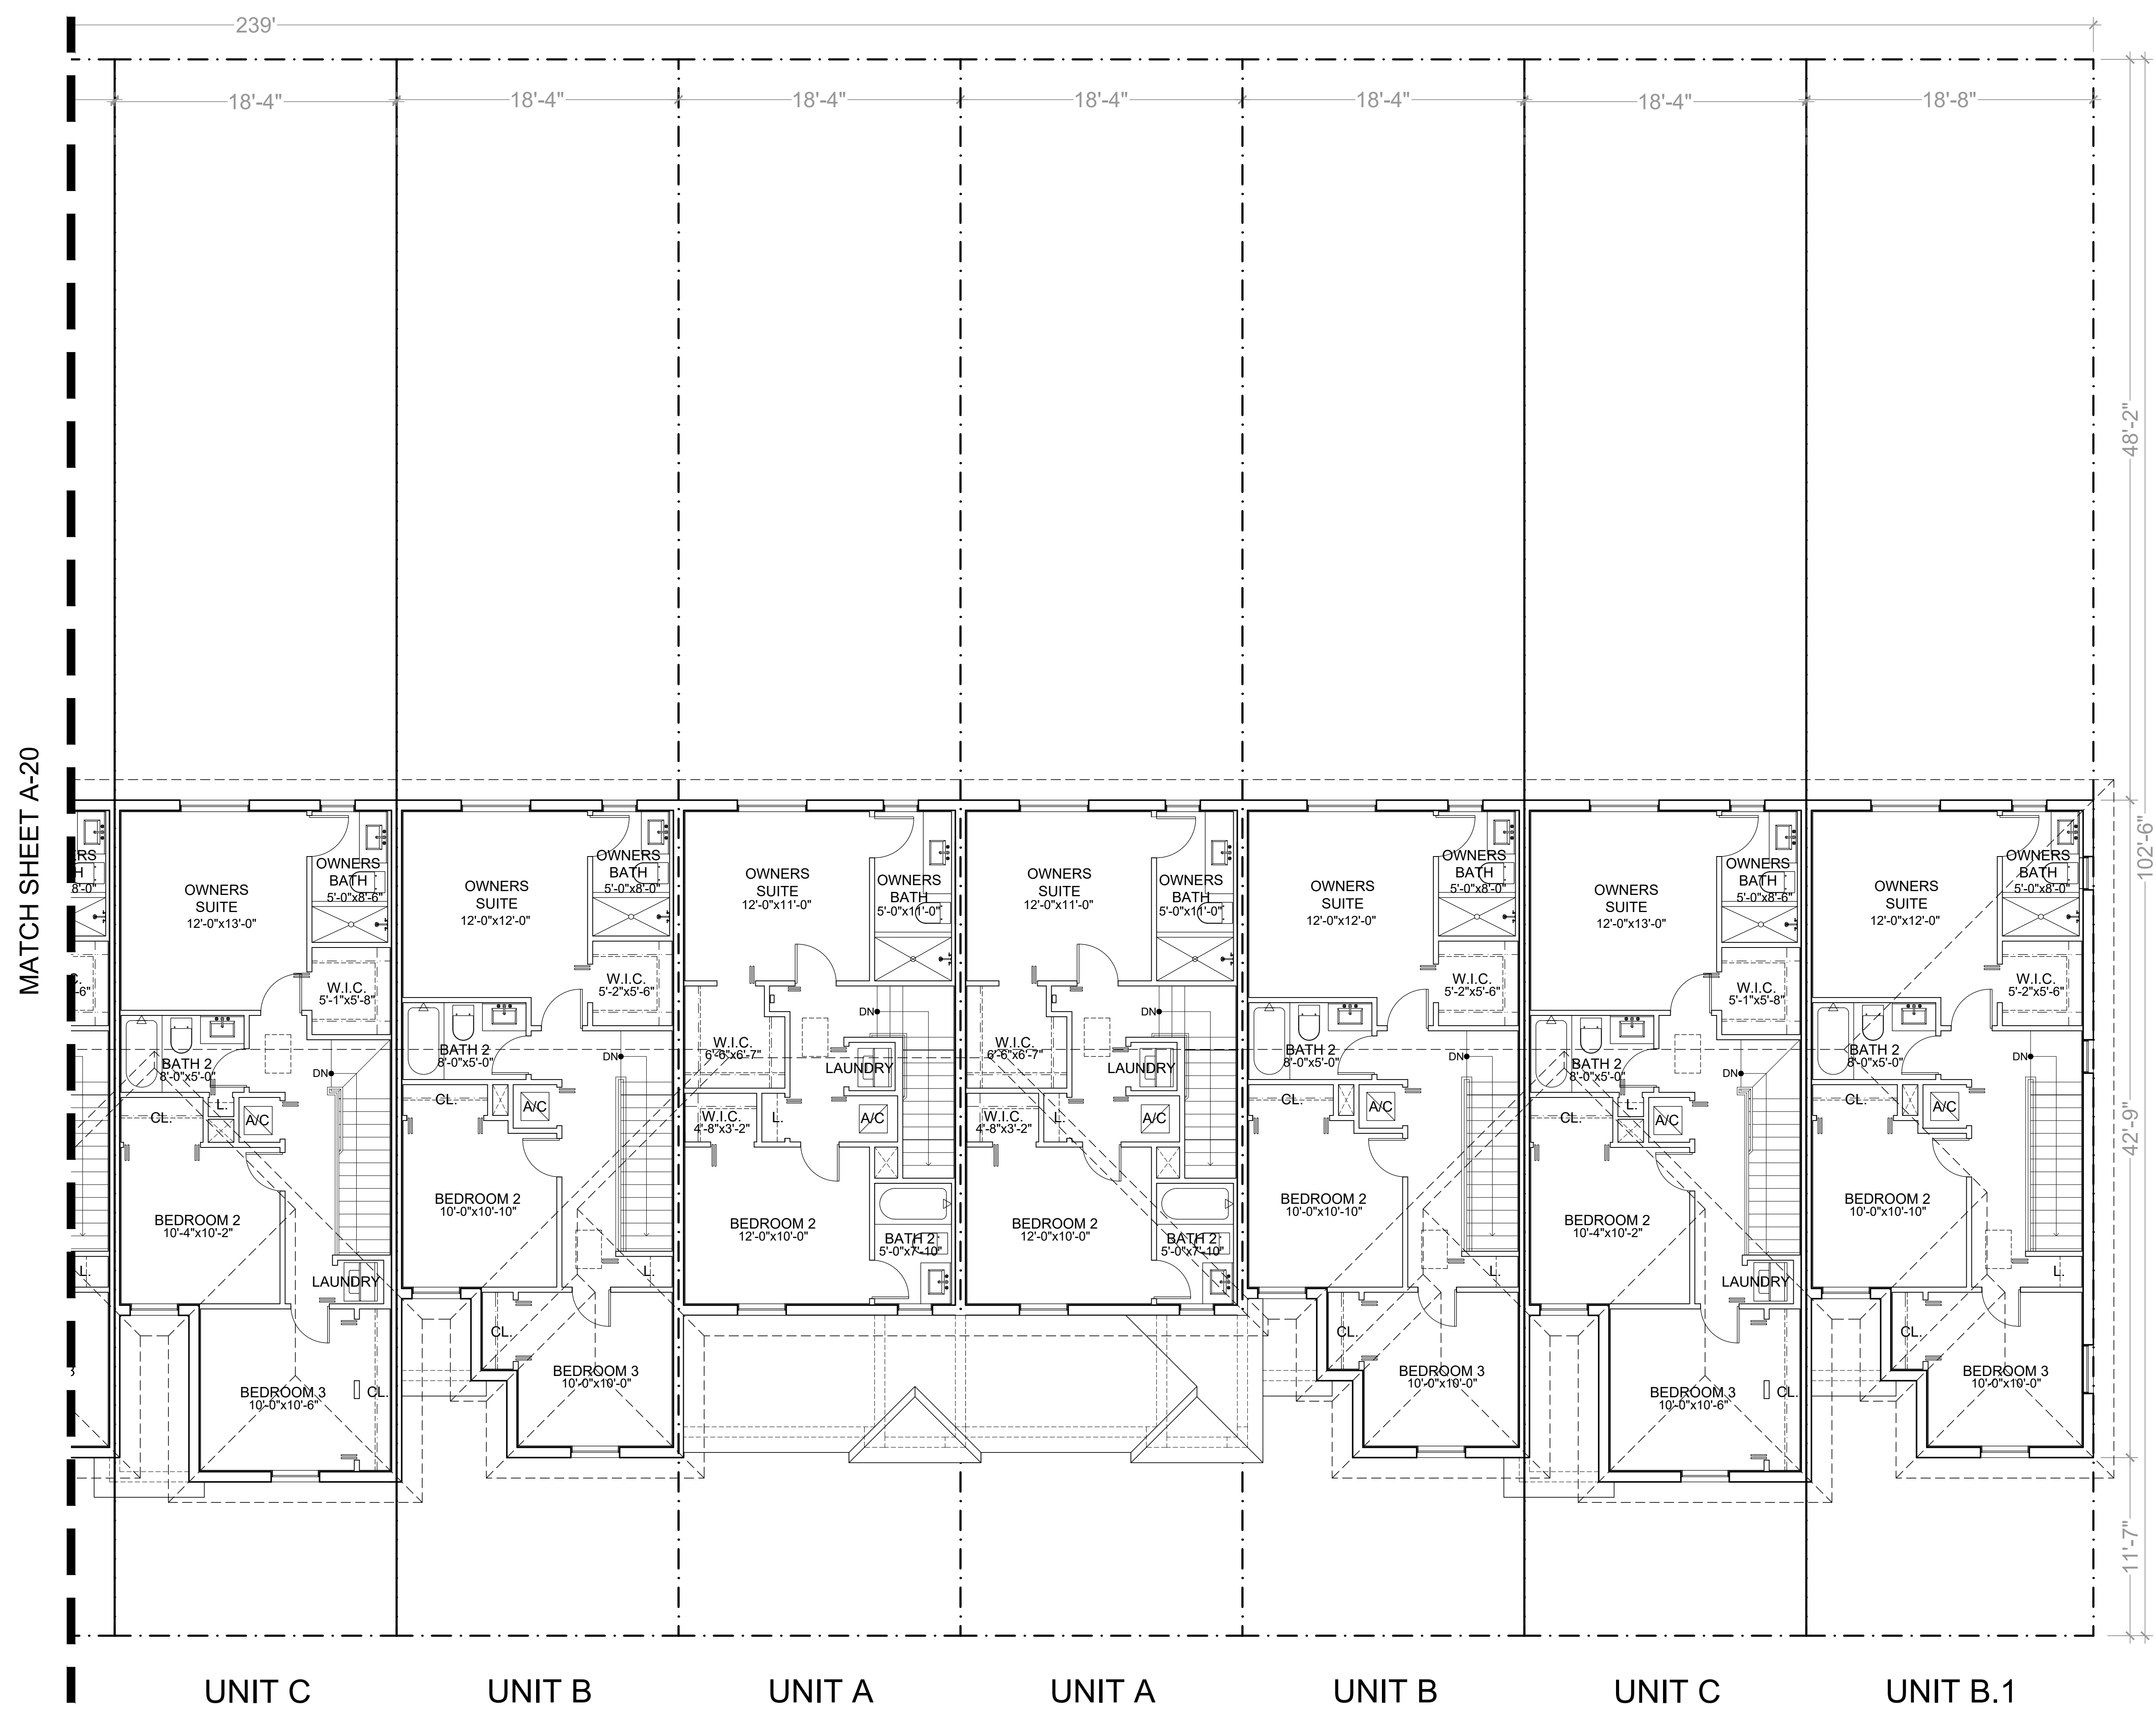 239'
18'-4"
18'-4"
18'-4"
18'-4"
18'-4"
18'-4"
18'-8"
48'-2"
102'-6"
42'-9"
11'-7"
MATCH SHEET A-20
ERS
H
8'-0"
C.
-6"
L.
3
OWNERS
SUITE
12'-0"x13'-0"
OWNERS
BATH
5'-0"x8'-6"
W.I.C.
5'-1"x5'-8"
BATH 2
8'-0"x5'-0"
DN
CL.
L.
A/C
BEDROOM 2
10'-4"x10'-2"
LAUNDRY
BEDROOM 3
10'-0"x10'-6"
CL.
OWNERS
SUITE
12'-0"x12'-0"
OWNERS
BATH
5'-0"x8'-0"
W.I.C.
5'-2"x5'-6"
BATH 2
8'-0"x5'-0"
DN
CL.
A/C
BEDROOM 2
10'-0"x10'-10"
L.
CL.
BEDROOM 3
10'-0"x10'-0"
OWNERS
SUITE
12'-0"x11'-0"
OWNERS
BATH
5'-0"x11'-0"
DN
W.I.C.
6'-6"x6'-7"
LAUNDRY
W.I.C.
4'-8"x3'-2"
L.
A/C
BEDROOM 2
12'-0"x10'-0"
BATH 2
5'-0"x7'-10"
OWNERS
SUITE
12'-0"x11'-0"
OWNERS
BATH
5'-0"x11'-0"
DN
W.I.C.
6'-6"x6'-7"
LAUNDRY
W.I.C.
4'-8"x3'-2"
L.
A/C
BEDROOM 2
12'-0"x10'-0"
BATH 2
5'-0"x7'-10"
OWNERS
SUITE
12'-0"x12'-0"
OWNERS
BATH
5'-0"x8'-0"
W.I.C.
5'-2"x5'-6"
BATH 2
8'-0"x5'-0"
DN
CL.
A/C
BEDROOM 2
10'-0"x10'-10"
L.
CL.
BEDROOM 3
10'-0"x10'-0"
OWNERS
SUITE
12'-0"x13'-0"
OWNERS
BATH
5'-0"x8'-6"
W.I.C.
5'-1"x5'-8"
BATH 2
8'-0"x5'-0"
DN
CL.
L.
A/C
BEDROOM 2
10'-4"x10'-2"
LAUNDRY
BEDROOM 3
10'-0"x10'-6"
CL.
OWNERS
SUITE
12'-0"x12'-0"
OWNERS
BATH
5'-0"x8'-0"
W.I.C.
5'-2"x5'-6"
BATH 2
8'-0"x5'-0"
DN
CL.
A/C
BEDROOM 2
10'-0"x10'-10"
L.
CL.
BEDROOM 3
10'-0"x10'-0"
UNIT C
UNIT B
UNIT A
UNIT A
UNIT B
UNIT C
UNIT B.1